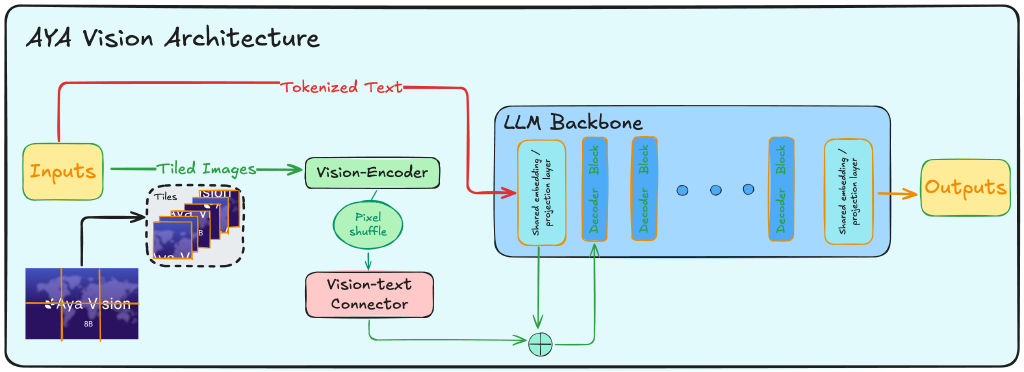 AYA Vision Architecture
Tokenized Text
LLM Backbone
Inputs
Tiled Images
Vision-Encoder
Tiles
Pixel
shuffle
Vision-text
Connector
Aya Vision
8B
Shared embedding /
projection layer
Decoder Block
Decoder Block
Decoder Block
Shared embedding /
projection layer
Outputs